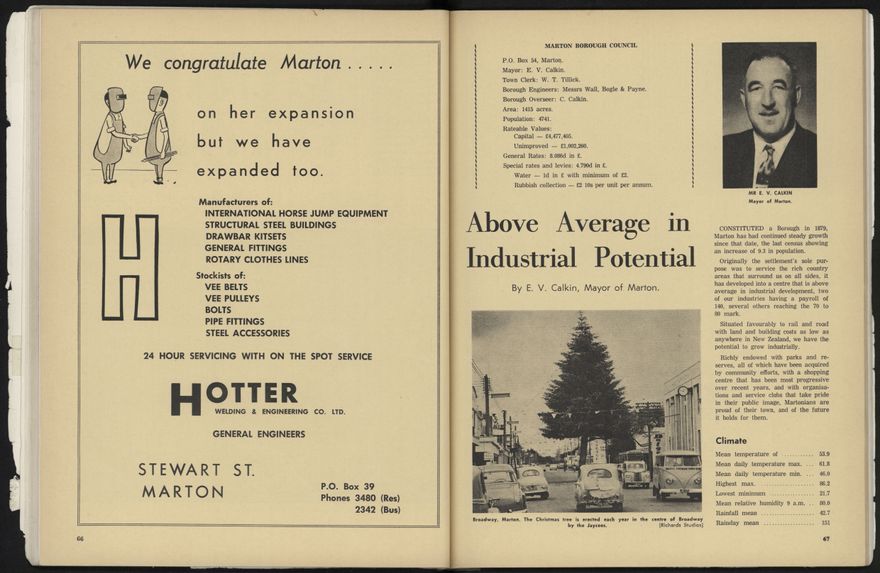 We congratulate Marton . . . . .
on her expansion
but we have
expanded too.
Manufacturers of:
INTERNATIONAL HORSE JUMP EQUIPMENT
STRUCTURAL STEEL BUILDINGS
DRAWBAR KITSETS
GENERAL FITTINGS
ROTARY CLOTHES LINES
H
Stockists of:
VEE BELTS
VEE PULLEYS
BOLTS
PIPE FITTINGS
STEEL ACCESSORIES
24 HOUR SERVICING WITH ON THE SPOT SERVICE
HOTTER
WELDING & ENGINEERING CO. LTD.
GENERAL ENGINEERS
STEWART ST.
MARTON
P.O. Box 39
Phones 3480 (Res)
2342 (Bus)
66
MARTON BOROUGH COUNCIL
P.O. Box 54, Marton.
Mayor: E. V. Calkin.
Town Clerk: W. T. Tillick.
Borough Engineers: Messrs Wall, Bogle & Payne.
Borough Overseer: C. Calkin.
Area: 1415 acres.
Population: 4741.
Rateable Values:
Capital — £4,477,405.
Unimproved — £1,002,260.
General Rates: 8.086d in £.
Special rates and levies: 4.790d in £.
Water — 1d in £ with minimum of £2.
Rubbish collection — £2 10s per unit per annum.
Above Average in
Industrial Potential
By E. V. Calkin, Mayor of Marton.
Broadway, Marton. The Christmas tree is erected each year in the centre of Broadway
by the Jaycees. [Richards Studios]
MR E. V. CALKIN
Mayor of Marton.
CONSTITUTED a Borough in 1879,
Marton has had continued steady growth
since that date, the last census showing
an increase of 9.3 in population.
Originally the settlement's sole pur-
pose was to service the rich country
areas that surround us on all sides, it
has developed into a centre that is above
average in industrial development, two
of our industries having a payroll of
140, several others reaching the 70 to
80 mark.
Situated favourably to rail and road
with land and building costs as low as
anywhere in New Zealand, we have the
potential to grow industrially.
Richly endowed with parks and re-
serves, all of which have been acquired
by community efforts, with a shopping
centre that has been most progressive
over recent years, and with organisa-
tions and service clubs that take pride
in their public image, Martonians are
proud of their town, and of the future
it holds for them.
Climate
Mean temperature of ........... 53.9
Mean daily temperature max. ... 61.8
Mean daily temperature min. ... 46.0
Highest max. .................. 86.2
Lowest minimum ................ 21.7
Mean relative humidity 9 a.m. .. 80.0
Rainfall mean ................. 42.7
Rainday mean .................. 151
67